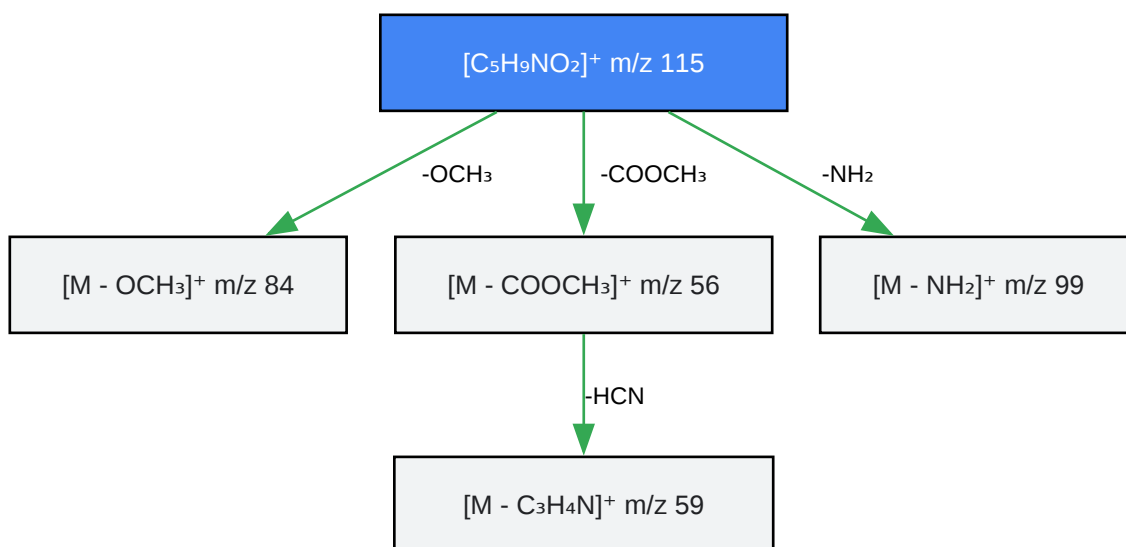 [C₅H₉NO₂]⁺ m/z 115
-OCH₃
-COOCH₃
-NH₂
[M - OCH₃]⁺ m/z 84
[M - COOCH₃]⁺ m/z 56
[M - NH₂]⁺ m/z 99
-HCN
[M - C₃H₄N]⁺ m/z 59